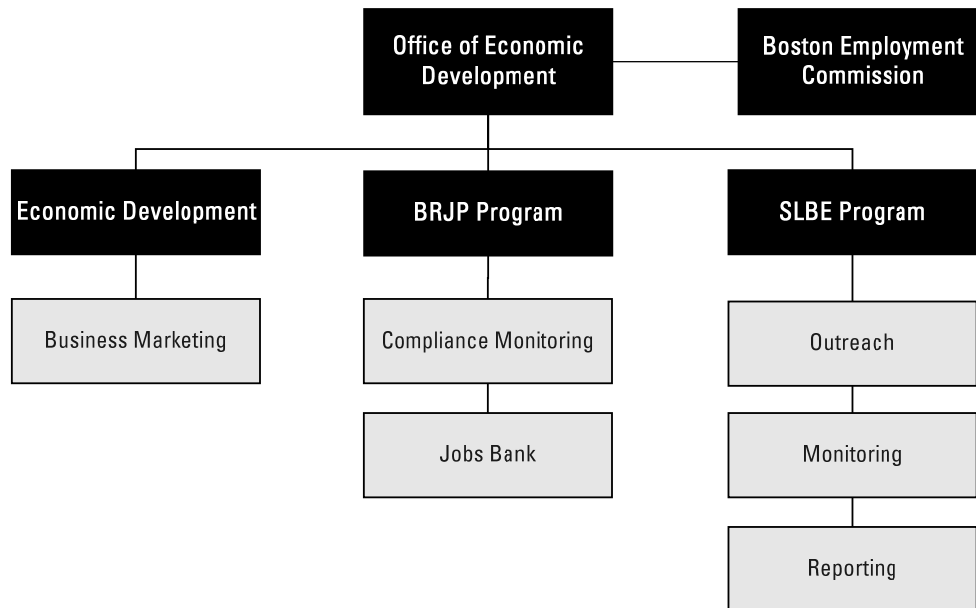 Office of Economic
Development
Boston Employment
Commission
Economic Development
BRJP Program
SLBE Program
Business Marketing
Compliance Monitoring
Outreach
Jobs Bank
Monitoring
Reporting